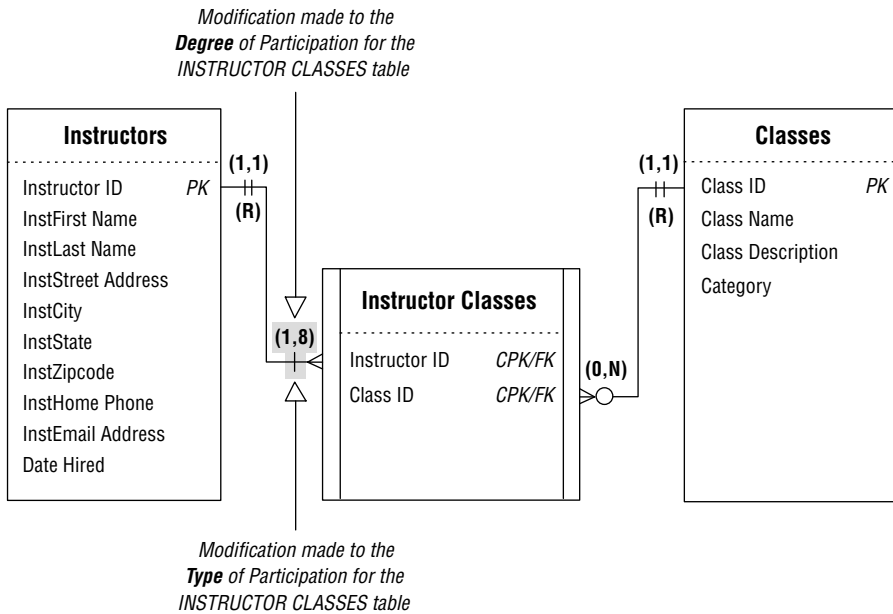 Modification made to the
Degree of Participation for the
INSTRUCTOR CLASSES table
Instructors
Instructor ID PK
InstFirst Name
InstLast Name
InstStreet Address
InstCity
InstState
InstZipcode
InstHome Phone
InstEmail Address
Date Hired
(1,1)
(R)
(1,8)
Instructor Classes
Instructor ID CPK/FK
Class ID CPK/FK
(0,N)
(1,1)
(R)
Classes
Class ID PK
Class Name
Class Description
Category
Modification made to the
Type of Participation for the
INSTRUCTOR CLASSES table